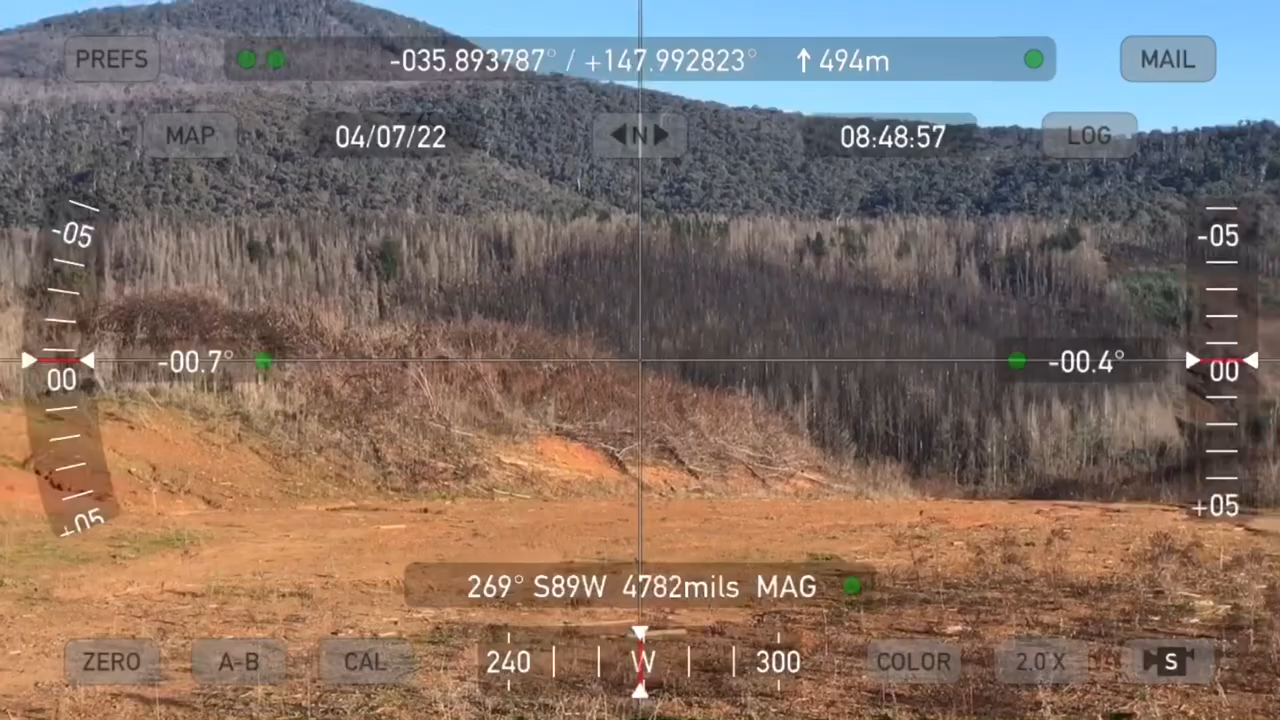 PREFS -035.893787° / +147.992823° ↑ 494m MAIL
MAP 04/07/22 N 08:48:57 LOG
-05 -05
-00.7° -00.4°
00 00
+05 +05
269° S89W 4782mils MAG
ZERO A-B CAL 240 W 300 COLOR 2.0 X S